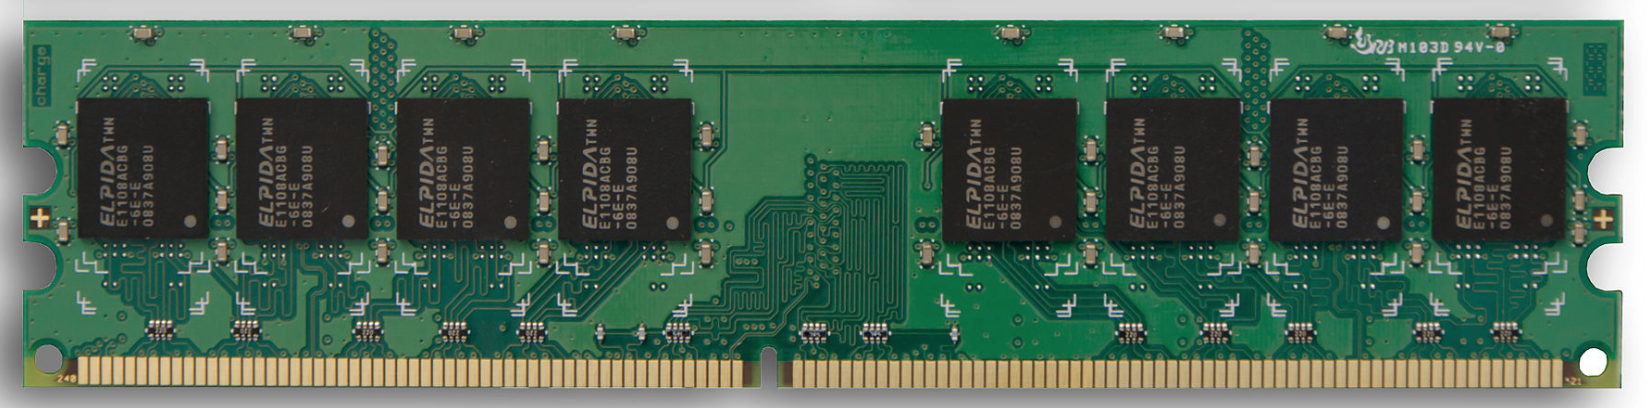 charge
M103D 94V-0
ELPIDA TWN
E1108ACBG
-6E-E
0837A908U
ELPIDA TWN
E1108ACBG
-6E-E
0837A908U
ELPIDA TWN
E1108ACBG
-6E-E
0837A908U
ELPIDA TWN
E1108ACBG
-6E-E
0837A908U
ELPIDA TWN
E1108ACBG
-6E-E
0837A908U
ELPIDA TWN
E1108ACBG
-6E-E
0837A908U
ELPIDA TWN
E1108ACBG
-6E-E
0837A908U
ELPIDA TWN
E1108ACBG
-6E-E
0837A908U
240
121